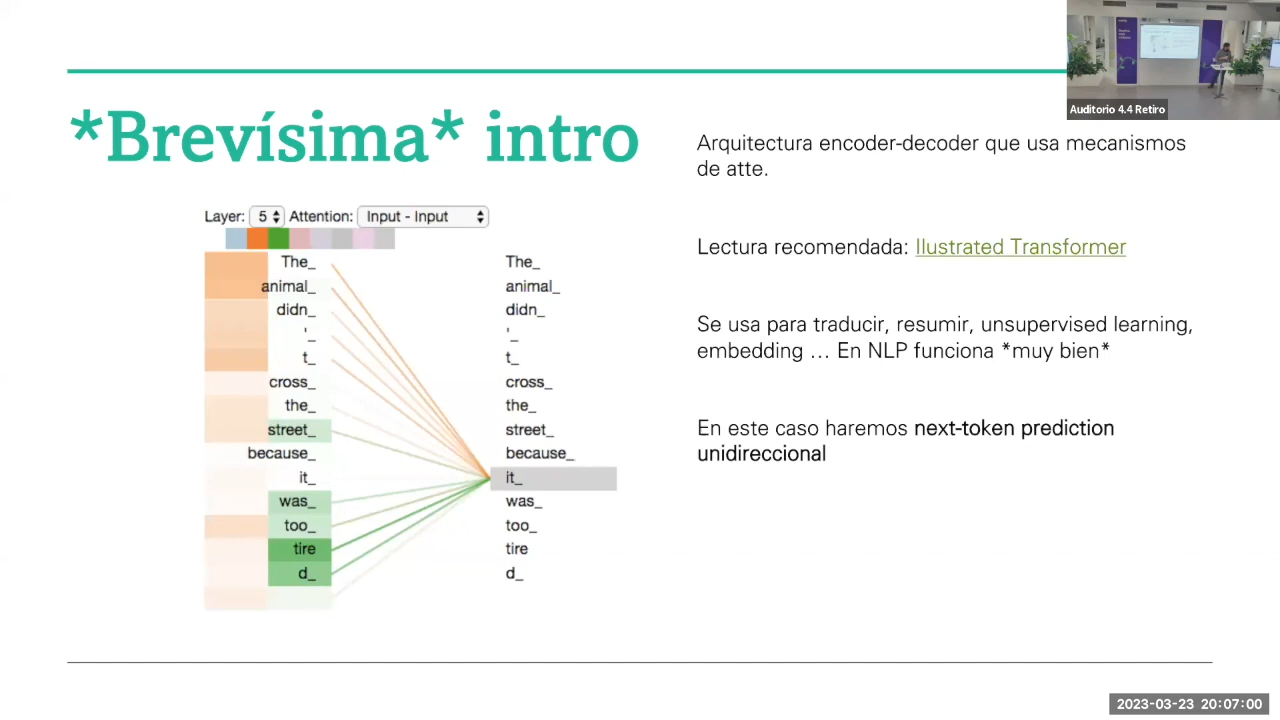 Auditorio 4.4 Retiro
*Brevísima* intro
Arquitectura encoder-decoder que usa mecanismos
de atte.
Lectura recomendada: Ilustrated Transformer
Se usa para traducir, resumir, unsupervised learning,
embedding … En NLP funciona *muy bien*
En este caso haremos next-token prediction
unidireccional
Layer: 5 Attention: Input - Input
The_ The_
animal_ animal_
didn_ didn_
'_ '_
t_ t_
cross_ cross_
the_ the_
street_ street_
because_ because_
it_ it_
was_ was_
too_ too_
tire tire
d_ d_
2023-03-23 20:07:00